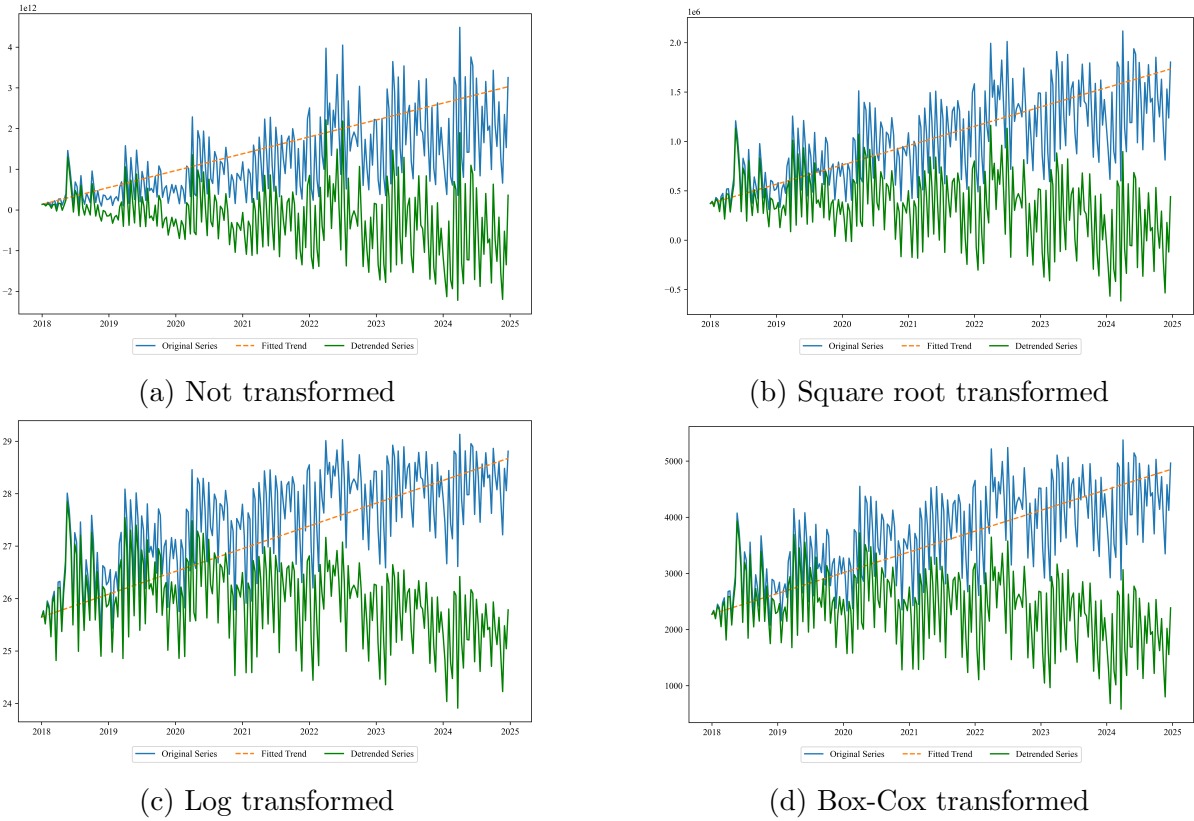 1e12
4
3
2
1
0
−1
−2
2018 2019 2020 2021 2022 2023 2024 2025
Original Series Fitted Trend Detrended Series
(a) Not transformed
1e6
2.0
1.5
1.0
0.5
0.0
−0.5
2018 2019 2020 2021 2022 2023 2024 2025
Original Series Fitted Trend Detrended Series
(b) Square root transformed
29
28
27
26
25
24
2018 2019 2020 2021 2022 2023 2024 2025
Original Series Fitted Trend Detrended Series
(c) Log transformed
5000
4000
3000
2000
1000
2018 2019 2020 2021 2022 2023 2024 2025
Original Series Fitted Trend Detrended Series
(d) Box-Cox transformed